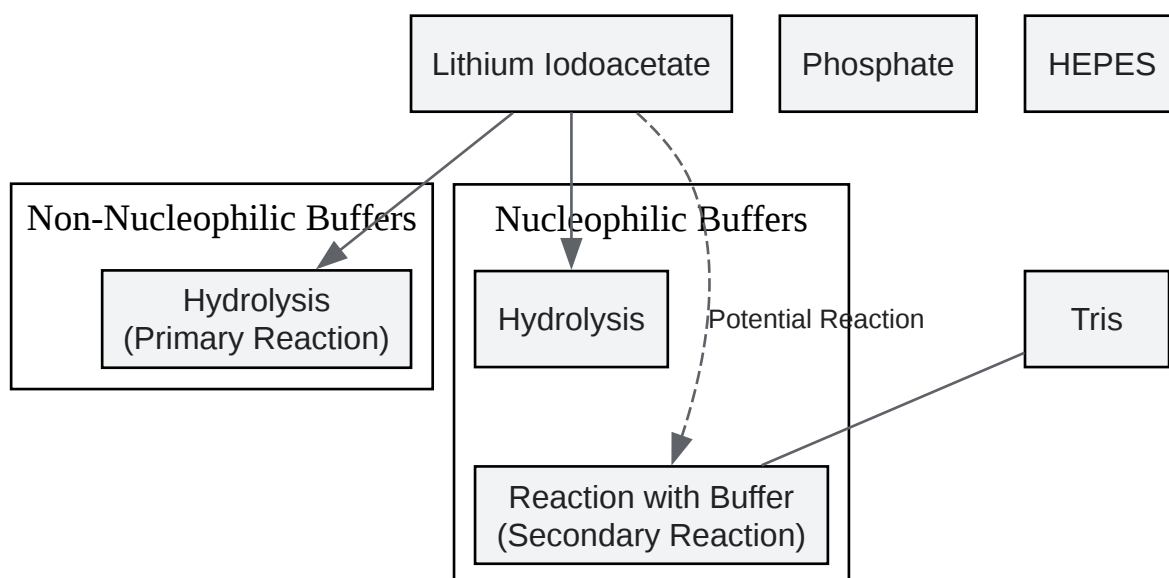 Lithium Iodoacetate
Phosphate
HEPES
Non-Nucleophilic Buffers
Nucleophilic Buffers
Hydrolysis
(Primary Reaction)
Hydrolysis
Potential Reaction
Tris
Reaction with Buffer
(Secondary Reaction)